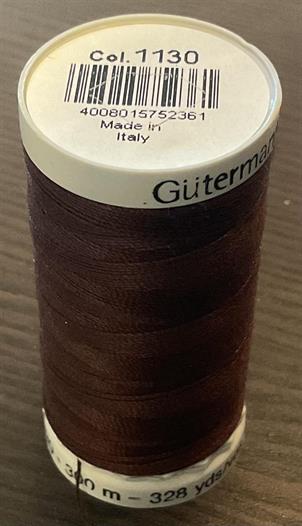 Col. 1130
4008015752361
Made in
Italy
Güterman
m - 328 yds